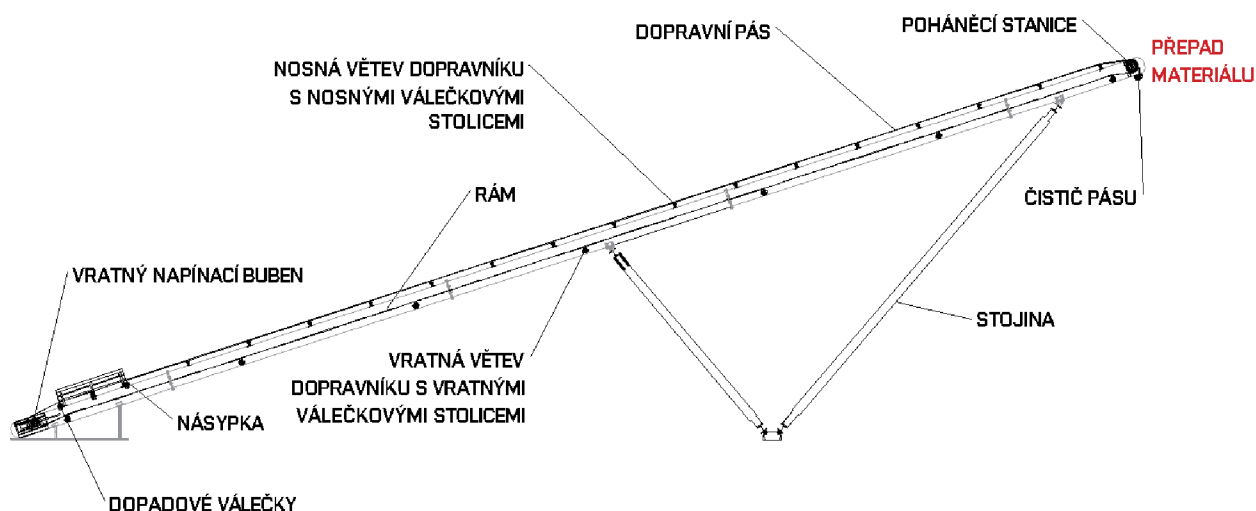 POHÁNĚCÍ STANICE
DOPRAVNÍ PÁS
PŘEPAD
MATERIÁLU
NOSNÁ VĚTEV DOPRAVNÍKU
S NOSNÝMI VÁLEČKOVÝMI
STOLICEMI
RÁM
ČISTIČ PÁSU
VRATNÝ NAPÍNACÍ BUBEN
STOJINA
VRATNÁ VĚTEV
DOPRAVNÍKU S VRATNÝMI
VÁLEČKOVÝMI STOLICEMI
NÁSYPKA
DOPADOVÉ VÁLEČKY